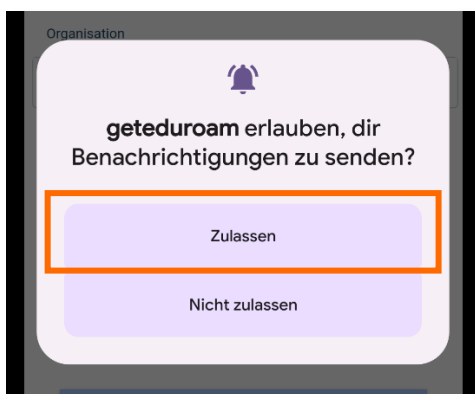 Organisation
geteduroam erlauben, dir
Benachrichtigungen zu senden?
Zulassen
Nicht zulassen